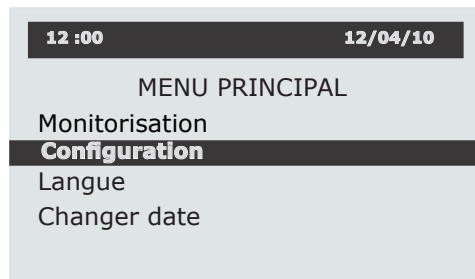 12 :00 12/04/10
MENU PRINCIPAL
Monitorisation
Configuration
Langue
Changer date